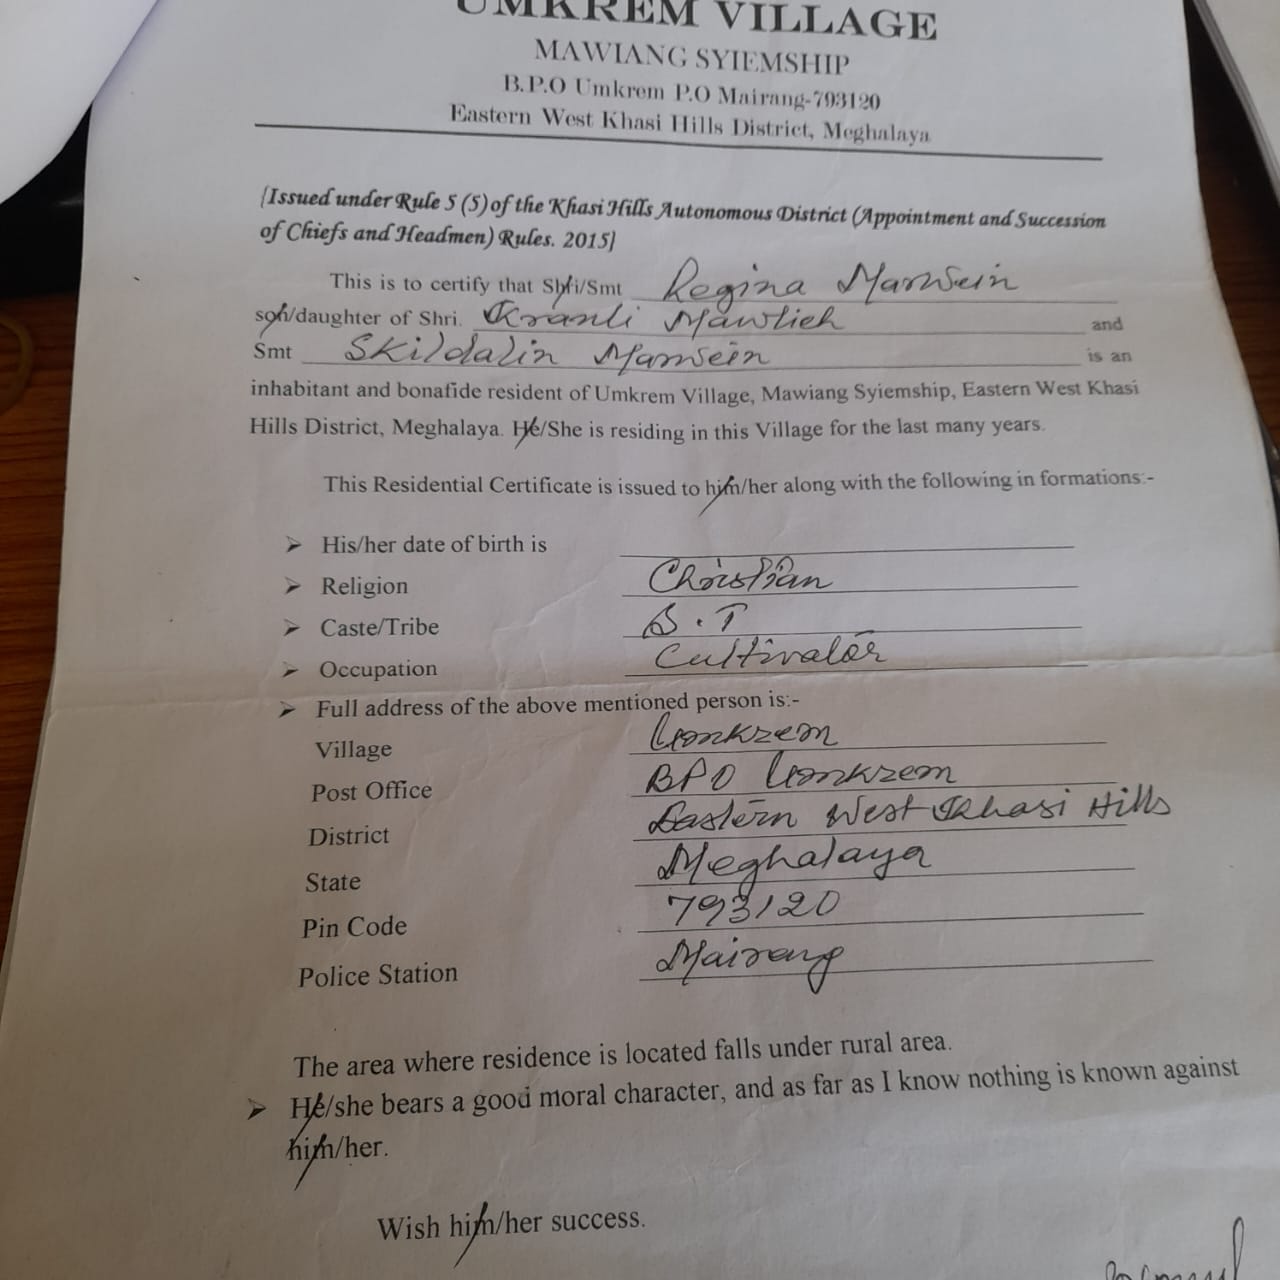 UMKREM VILLAGE
MAWIANG SYIEMSHIP
B.P.O Umkrem P.O Mairang-793120
Eastern West Khasi Hills District, Meghalaya
[Issued under Rule 5 (5) of the Khasi Hills Autonomous District (Appointment and Succession
of Chiefs and Headmen) Rules. 2015]
This is to certify that Shri/Smt Regina Marwein
son/daughter of Shri. Kranli Mawlieh and
Smt Skildalin Marwein is an
inhabitant and bonafide resident of Umkrem Village, Mawiang Syiemship, Eastern West Khasi
Hills District, Meghalaya. He/She is residing in this Village for the last many years.
This Residential Certificate is issued to him/her along with the following in formations:-
➢ His/her date of birth is
➢ Religion Christian
➢ Caste/Tribe S.T
➢ Occupation Cultivator
➢ Full address of the above mentioned person is:-
Village Umkrem
Post Office BPO Umkrem
District Eastern West Khasi Hills
State Meghalaya
Pin Code 793120
Police Station Mairang
The area where residence is located falls under rural area.
➢ He/she bears a good moral character, and as far as I know nothing is known against
him/her.
Wish him/her success.